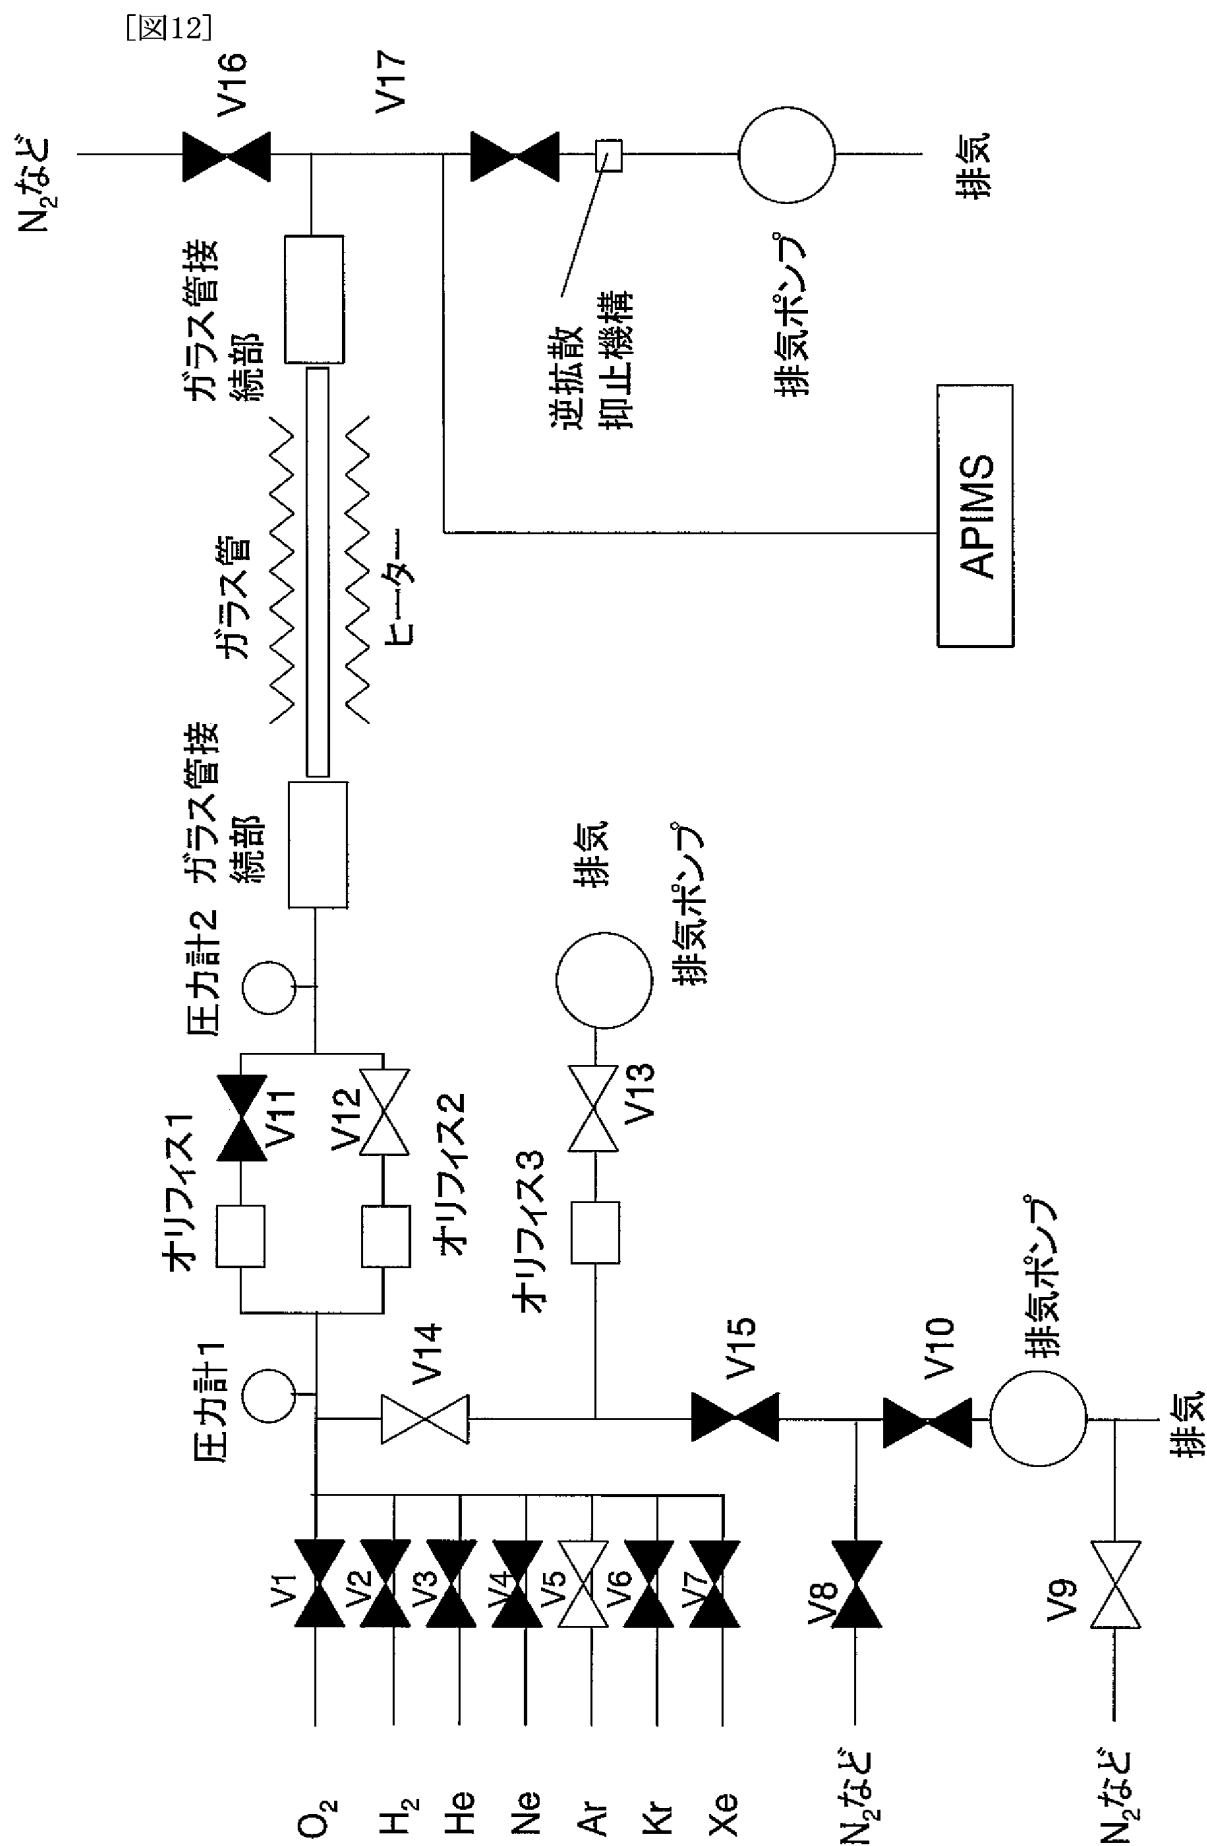 [図12]
N₂など
V16
V17
ガラス管接
続部
逆拡散
抑止機構
排気ポンプ
排気
ガラス管
ヒーター
APIMS
ガラス管接
続部
圧力計2
排気
排気ポンプ
オリフィス1
V11
V12
オリフィス2
オリフィス3
V13
圧力計1
V14
V15
V10
排気ポンプ
排気
V1
V2
V3
V4
V5
V6
V7
V8
V9
O₂
H₂
He
Ne
Ar
Kr
Xe
N₂など
N₂など